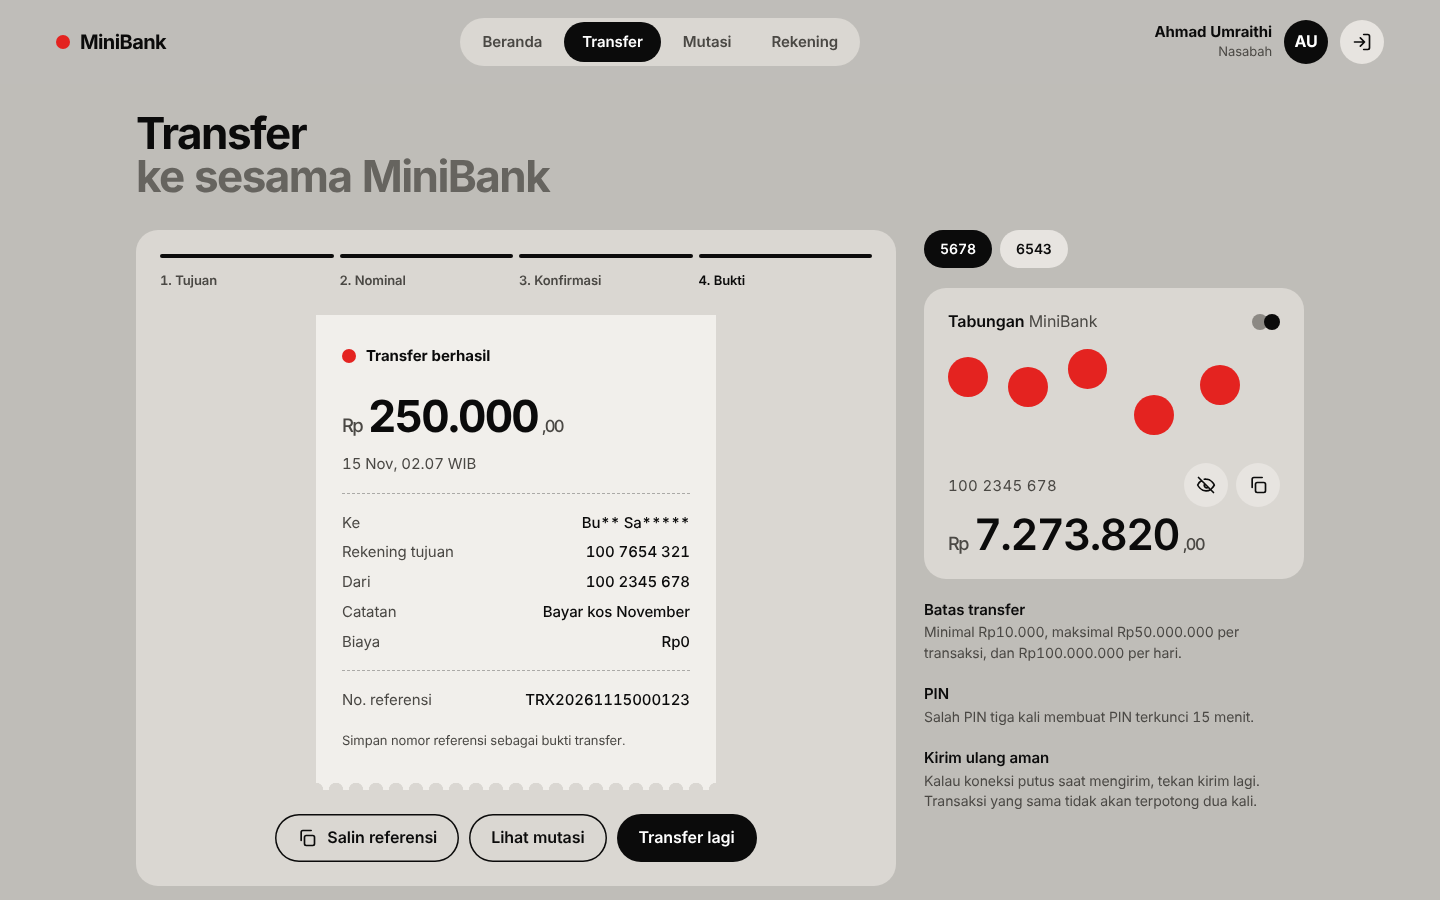 MiniBank
Beranda
Transfer
Mutasi
Rekening
Ahmad Umraithi
Nasabah
AU
Transfer
ke sesama MiniBank
1. Tujuan
2. Nominal
3. Konfirmasi
4. Bukti
Transfer berhasil
Rp 250.000,00
15 Nov, 02.07 WIB
Ke Bu** Sa*****
Rekening tujuan 100 7654 321
Dari 100 2345 678
Catatan Bayar kos November
Biaya Rp0
No. referensi TRX20261115000123
Simpan nomor referensi sebagai bukti transfer.
Salin referensi
Lihat mutasi
Transfer lagi
5678
6543
Tabungan MiniBank
100 2345 678
Rp 7.273.820,00
Batas transfer
Minimal Rp10.000, maksimal Rp50.000.000 per
transaksi, dan Rp100.000.000 per hari.
PIN
Salah PIN tiga kali membuat PIN terkunci 15 menit.
Kirim ulang aman
Kalau koneksi putus saat mengirim, tekan kirim lagi.
Transaksi yang sama tidak akan terpotong dua kali.